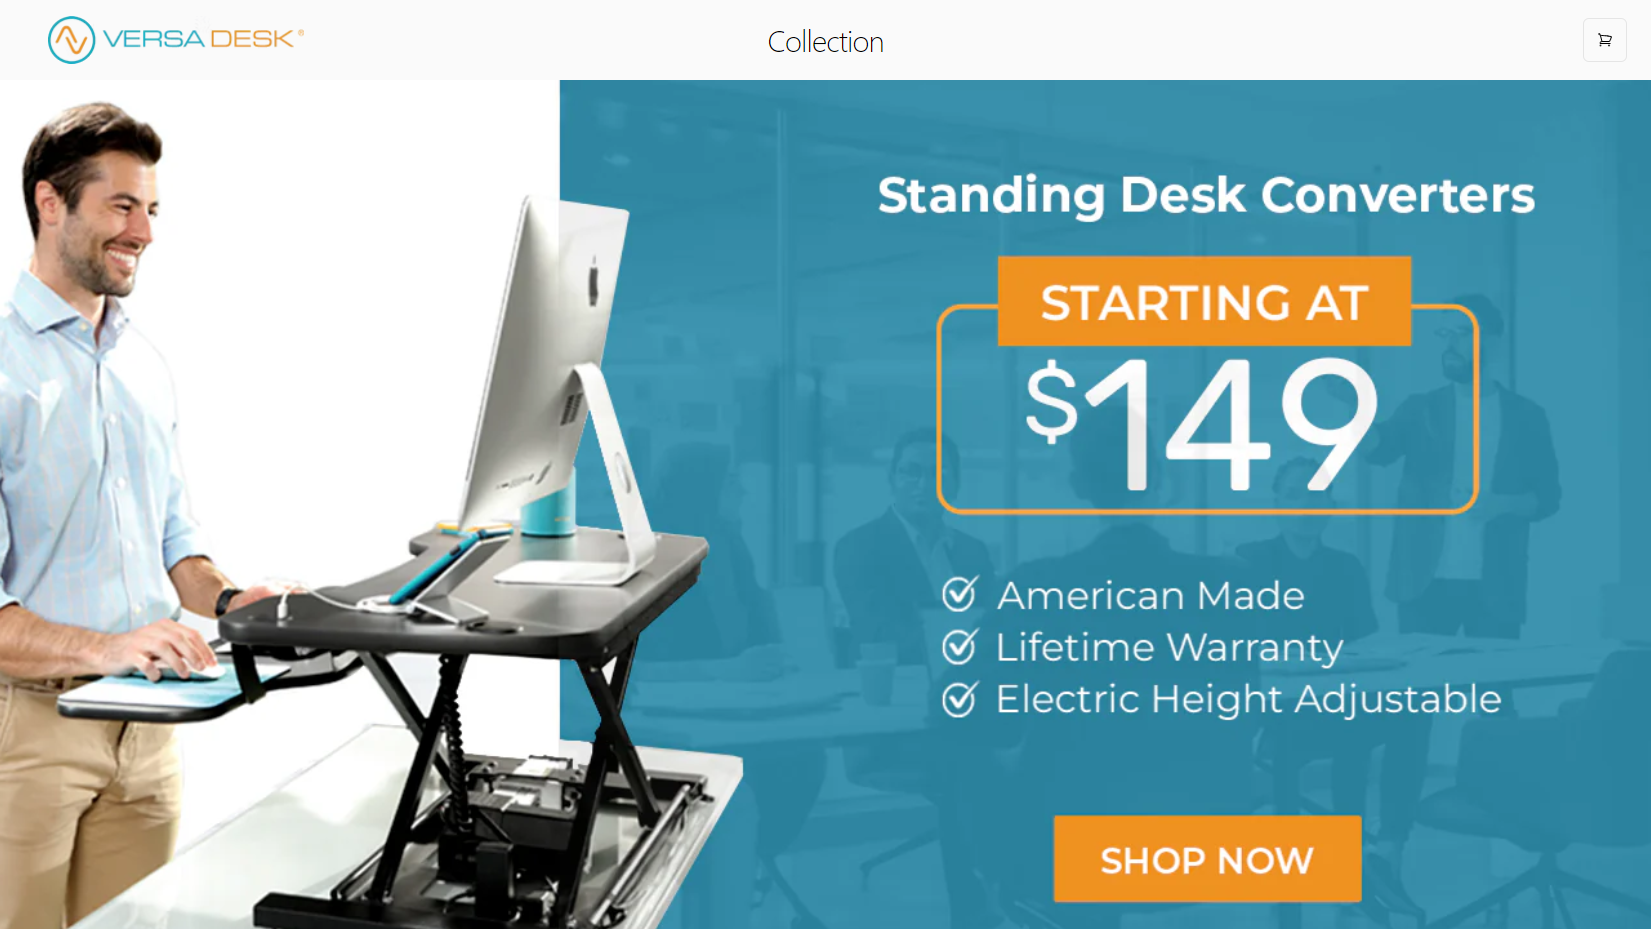 VERSA DESK®
Collection
Standing Desk Converters
STARTING AT
$149
American Made
Lifetime Warranty
Electric Height Adjustable
SHOP NOW